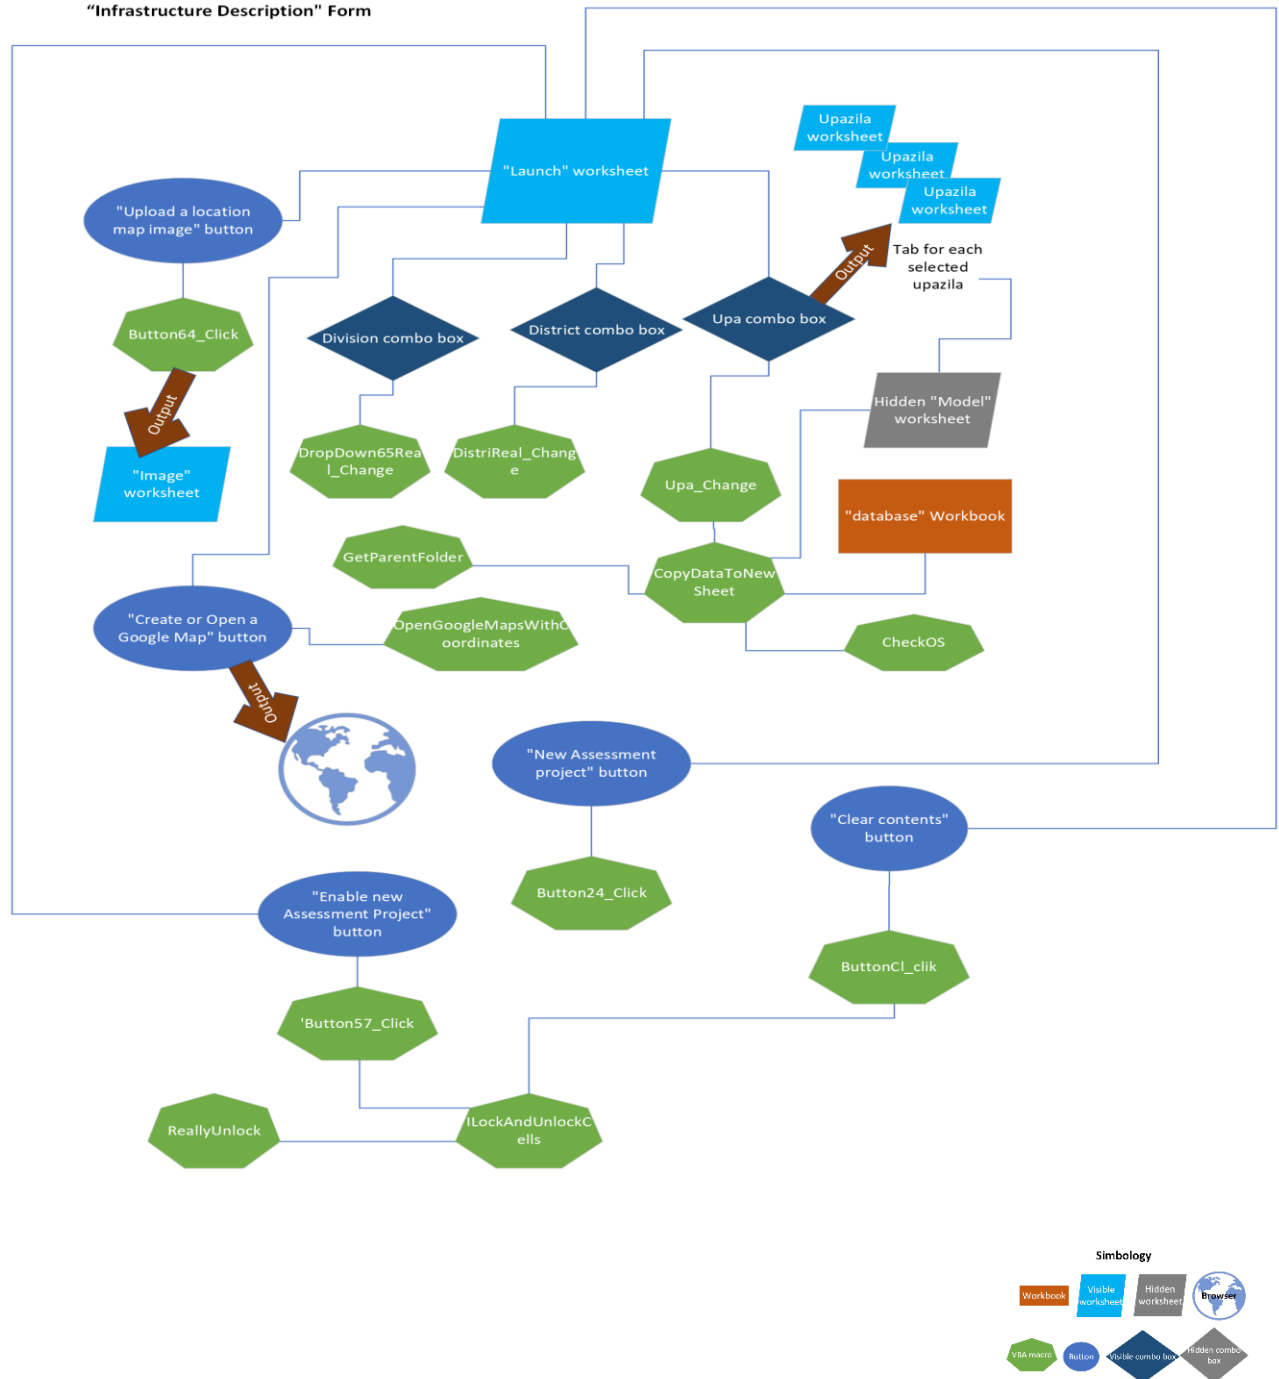 “Infrastructure Description" Form
Upazila
worksheet
Upazila
worksheet
Upazila
worksheet
"Launch" worksheet
"Upload a location
map image" button
Output
Tab for each
selected
upazila
Button64_Click
Division combo box
District combo box
Upa combo box
Output
Hidden "Model"
worksheet
"Image"
worksheet
DropDown65Rea
l_Change
DistriReal_Chang
e
Upa_Change
"database" Workbook
GetParentFolder
CopyDataToNew
Sheet
"Create or Open a
Google Map" button
OpenGoogleMapsWithC
oordinates
CheckOS
Output
"New Assessment
project" button
"Clear contents"
button
Button24_Click
"Enable new
Assessment Project"
button
ButtonCl_clik
'Button57_Click
ReallyUnlock
ILockAndUnlockC
ells
Simbology
Workbook
Visible
worksheet
Hidden
worksheet
Browser
VBA macro
Button
Visible combo box
Hidden combo
box